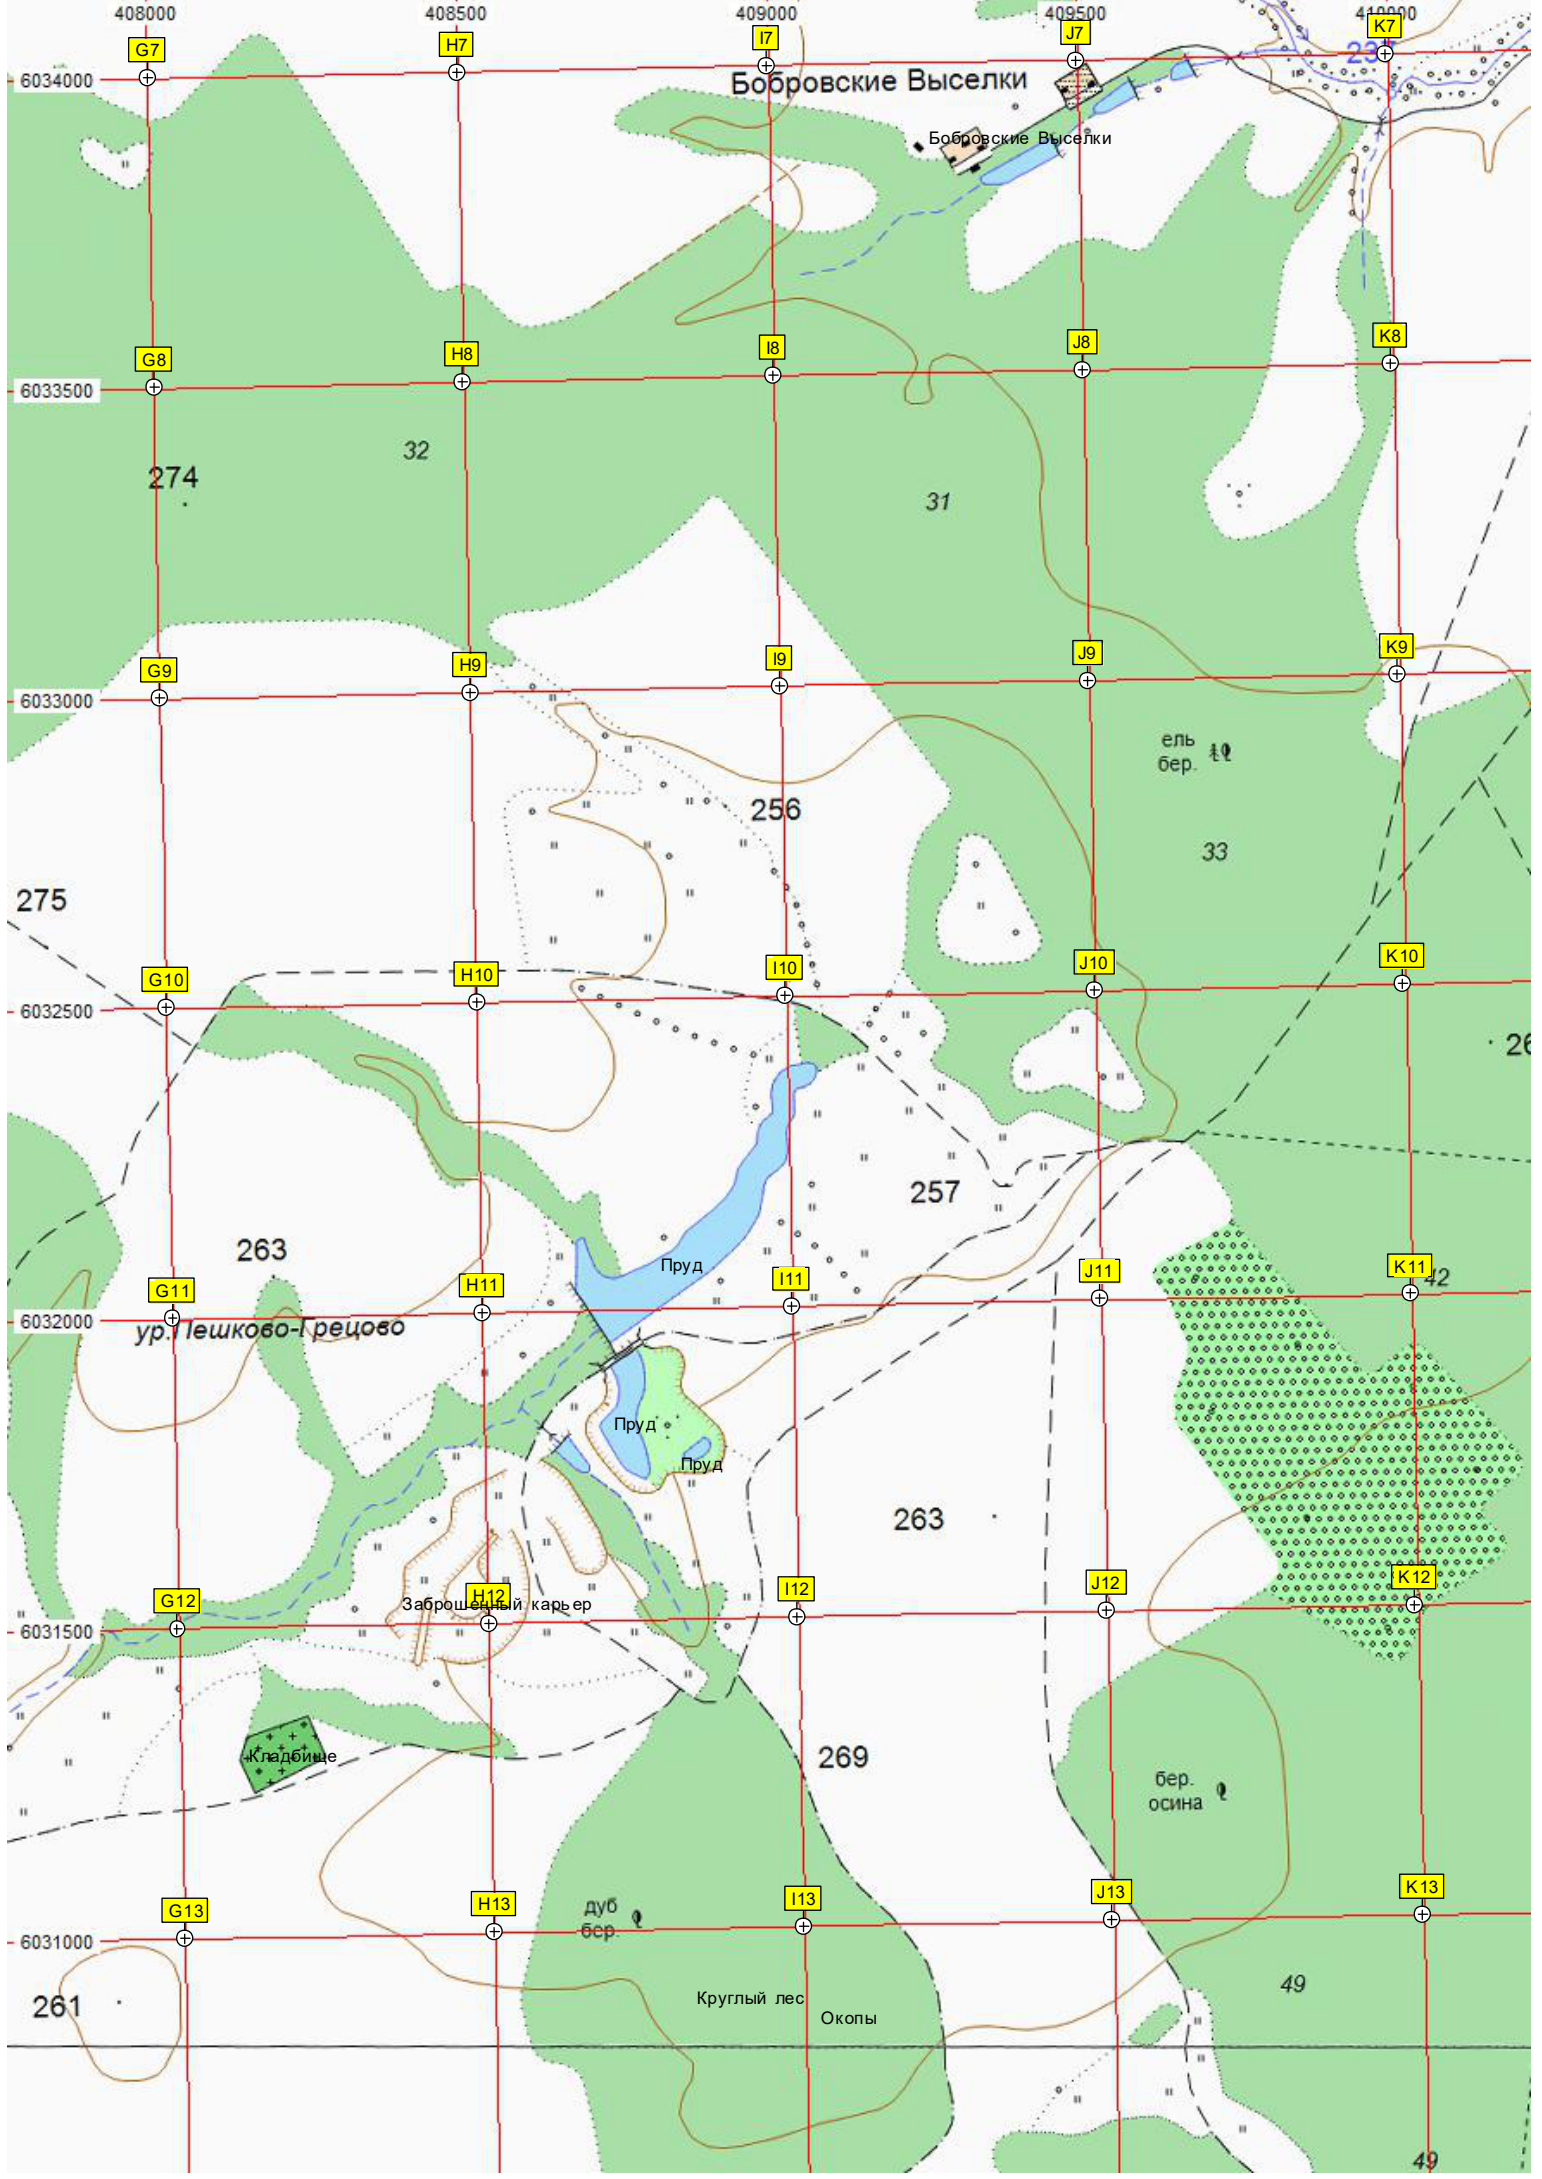 408000 408500 409000 409500 410000
G7 H7 I7 J7 K7
6034000
Бобровские Выселки
Бобровские Выселки
G8 H8 I8 J8 K8
6033500
32
274
31
G9 H9 I9 J9 K9
6033000
ель
бер.
256
33
275
G10 H10 I10 J10 K10
6032500
26
257
263
Пруд
G11 H11 I11 J11 K11
42
6032000
ур.Пешково-Грецово
Пруд
Пруд
263
G12 H12 I12 J12 K12
Заброшенный карьер
6031500
Кладбище
269
бер.
осина
G13 H13 I13 J13 K13
дуб
бер.
6031000
49
Круглый лес
261
Окопы
49